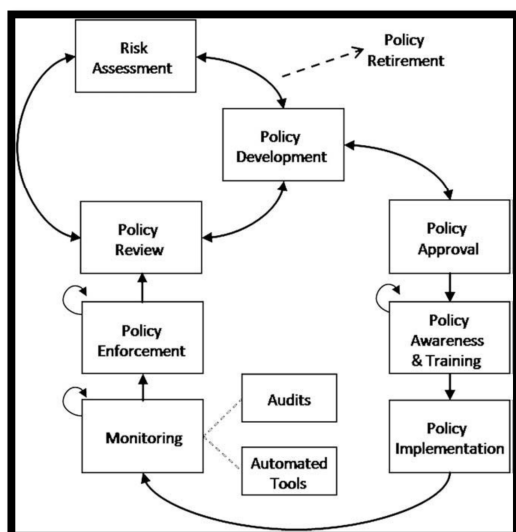 Risk
Assessment
Policy
Retirement
Policy
Development
Policy
Review
Policy
Approval
Policy
Enforcement
Policy
Awareness
& Training
Monitoring
Audits
Automated
Tools
Policy
Implementation